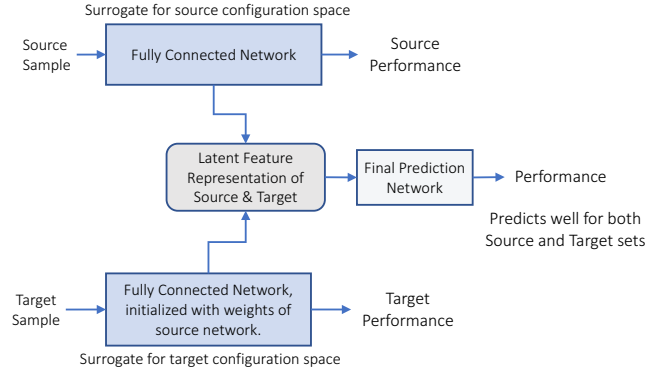 Surrogate for source configuration space
Source
Sample
Fully Connected Network
Source
Performance
Latent Feature
Representation of
Source & Target
Final Prediction
Network
Performance
Predicts well for both
Source and Target sets
Target
Sample
Fully Connected Network,
initialized with weights of
source network.
Target
Performance
Surrogate for target configuration space